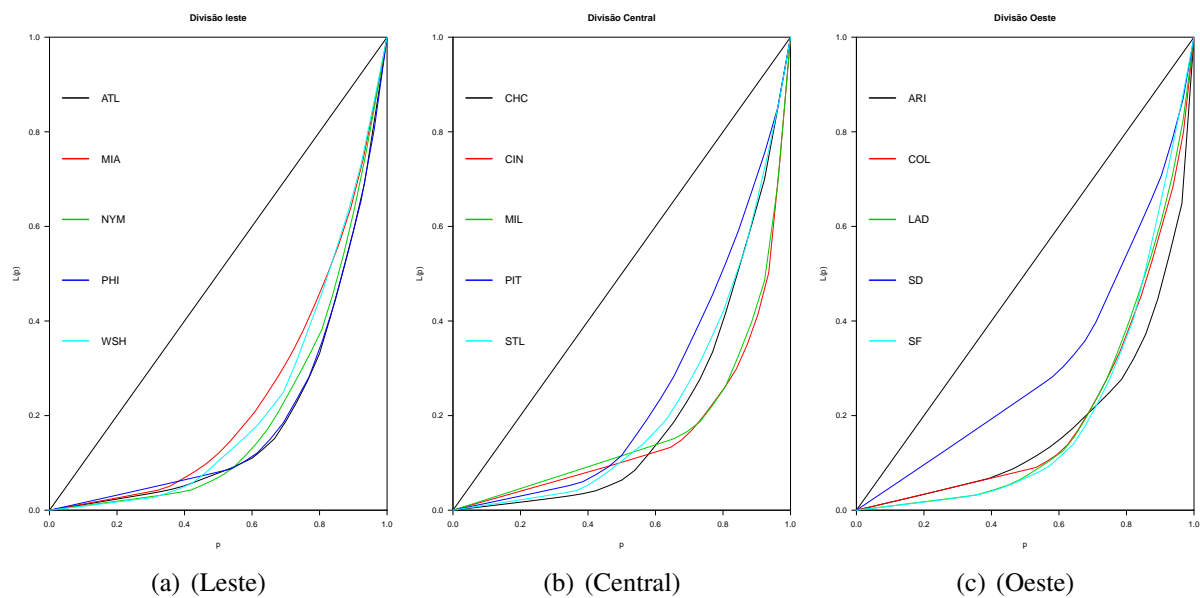 Divisão leste
1.0
0.8
0.6
0.4
0.2
0.0
L(p)
ATL
MIA
NYM
PHI
WSH
0.0 0.2 0.4 0.6 0.8 1.0
p
(a) (Leste)
Divisão Central
1.0
0.8
0.6
0.4
0.2
0.0
L(p)
CHC
CIN
MIL
PIT
STL
0.0 0.2 0.4 0.6 0.8 1.0
p
(b) (Central)
Divisão Oeste
1.0
0.8
0.6
0.4
0.2
0.0
L(p)
ARI
COL
LAD
SD
SF
0.0 0.2 0.4 0.6 0.8 1.0
p
(c) (Oeste)